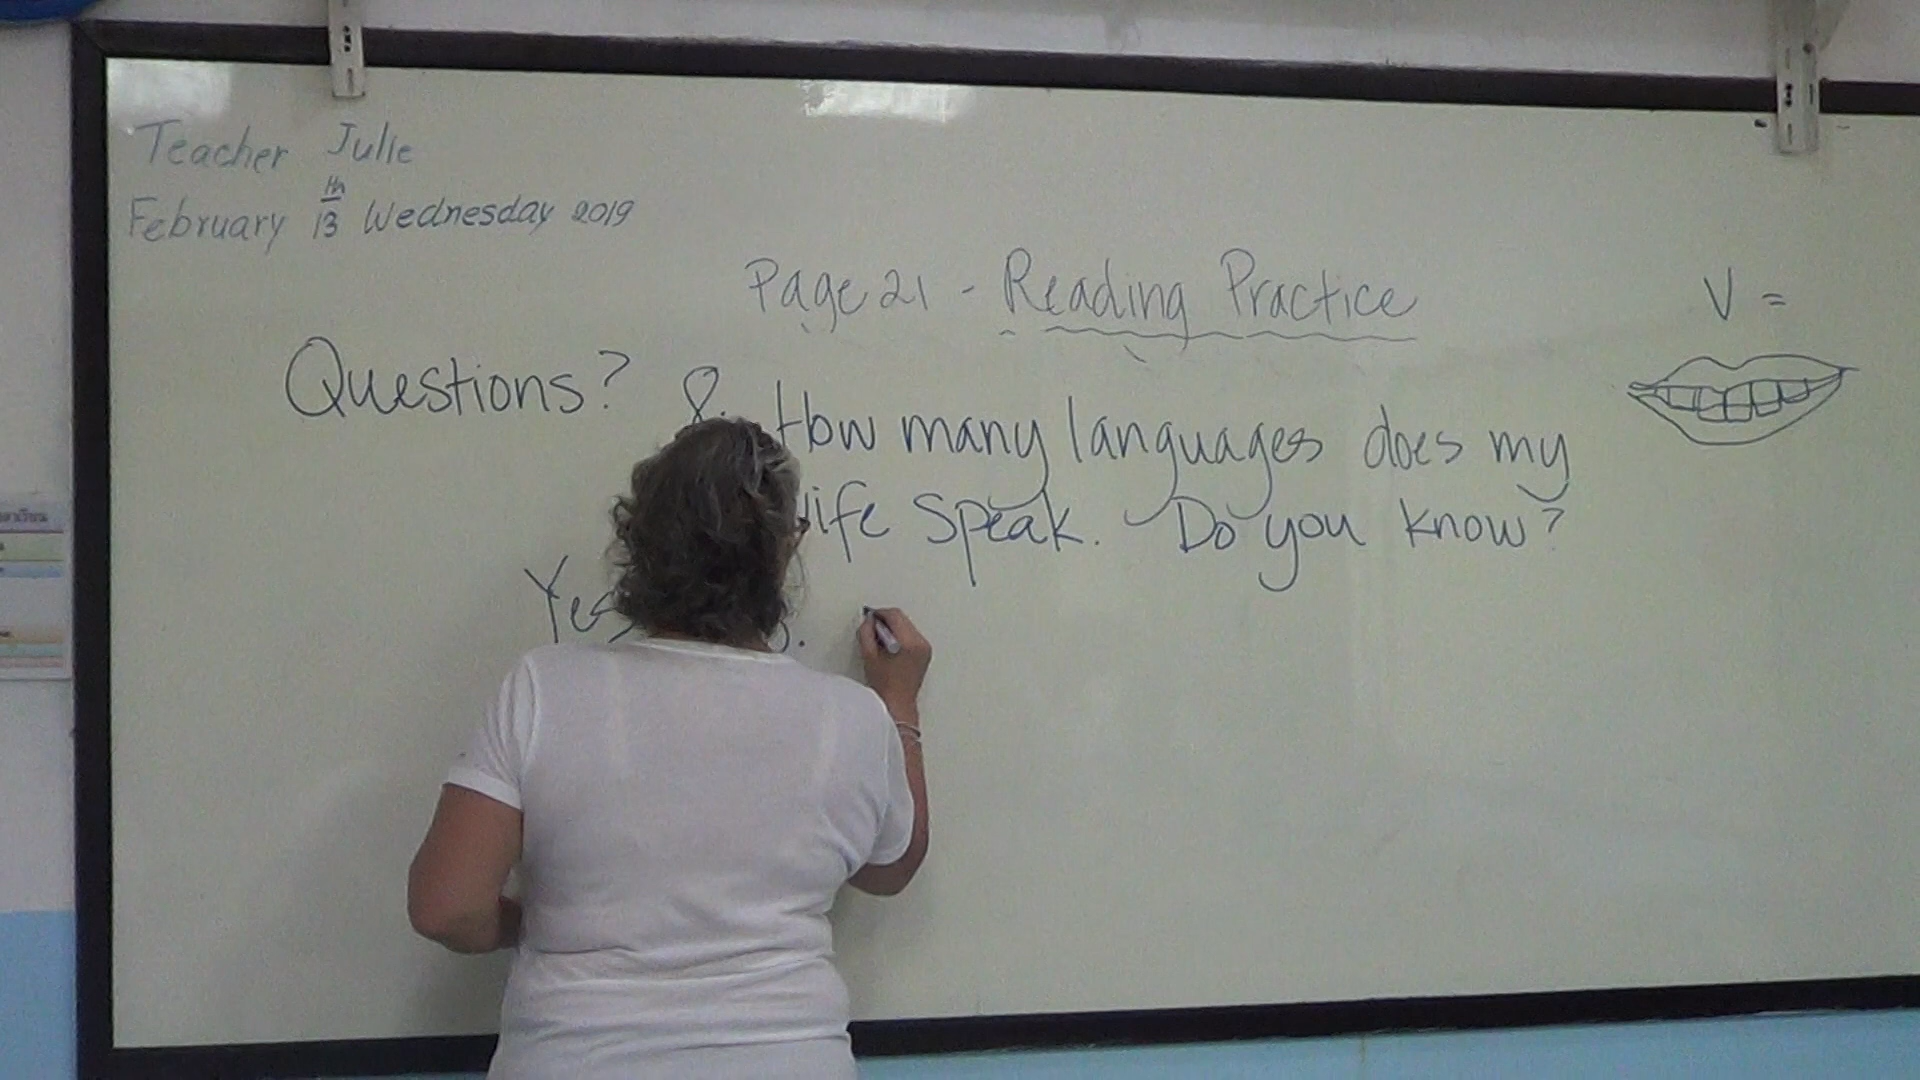 Teacher Julie
February 13th Wednesday 2019
Page 21 - Reading Practice
V =
Questions? 8. How many languages does my
wife speak. Do you know?
Yes